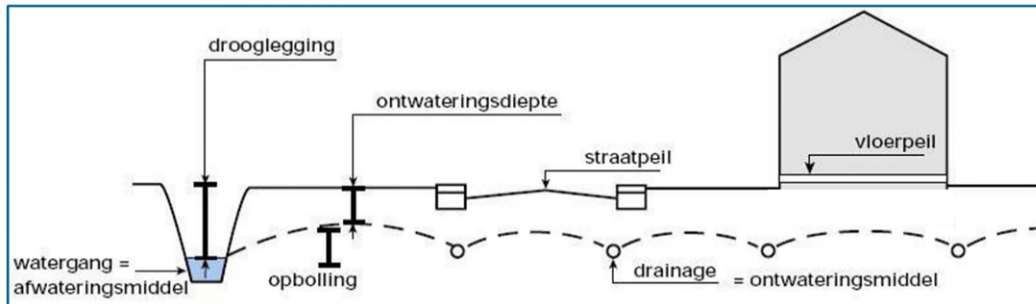 drooglegging
ontwateringsdiepte
straatpeil
vloerpeil
watergang =
afwateringsmiddel
opbolling
drainage = ontwateringsmiddel